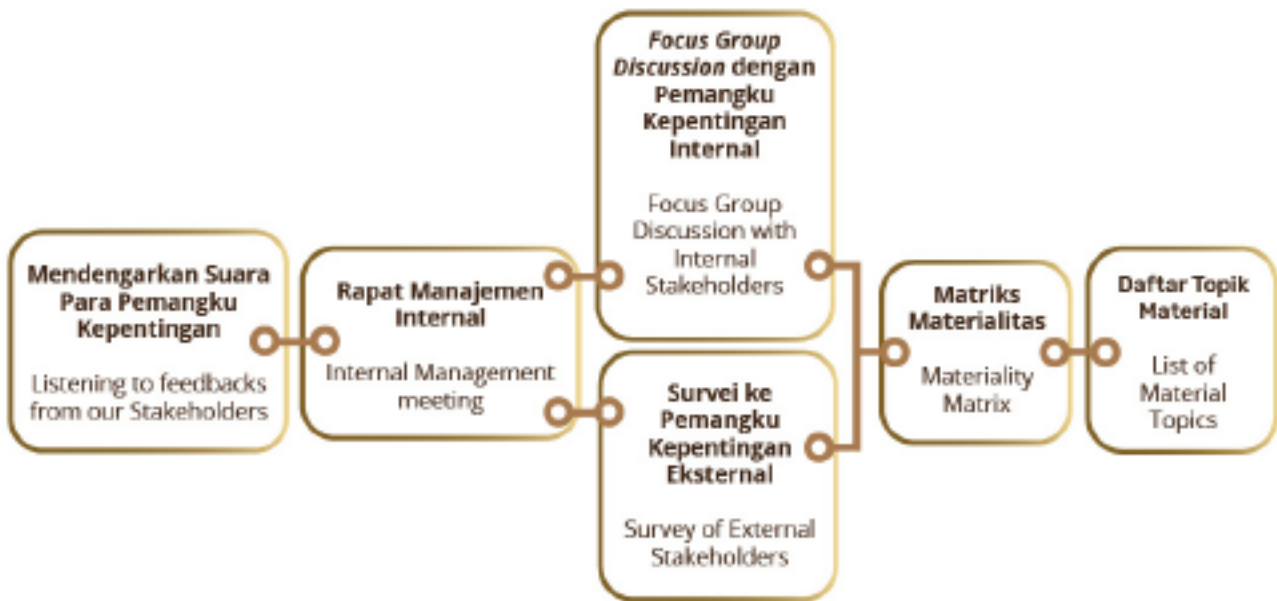 Mendengarkan Suara
Para Pemangku
Kepentingan
Listening to feedbacks
from our Stakeholders
Rapat Manajemen
Internal
Internal Management
meeting
Focus Group
Discussion dengan
Pemangku
Kepentingan
Internal
Focus Group
Discussion with
Internal
Stakeholders
Survei ke
Pemangku
Kepentingan
Eksternal
Survey of External
Stakeholders
Matriks
Materialitas
Materiality
Matrix
Daftar Topik
Material
List of
Material
Topics